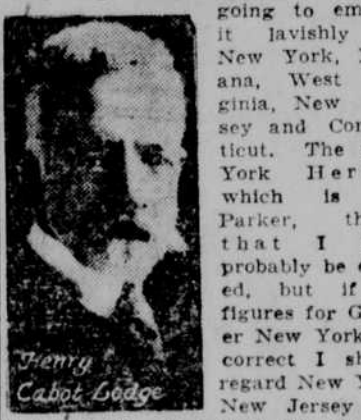 going to em
it lavishly
New York,
ana, West
ginia, New
sey and Con
ticut. The
York Her
which is
Parker, th
that I
probably be e
ed, but if
figures for G
er New York
correct I sh
regard New Y
New Jersey
Henry
Cabot Lodge